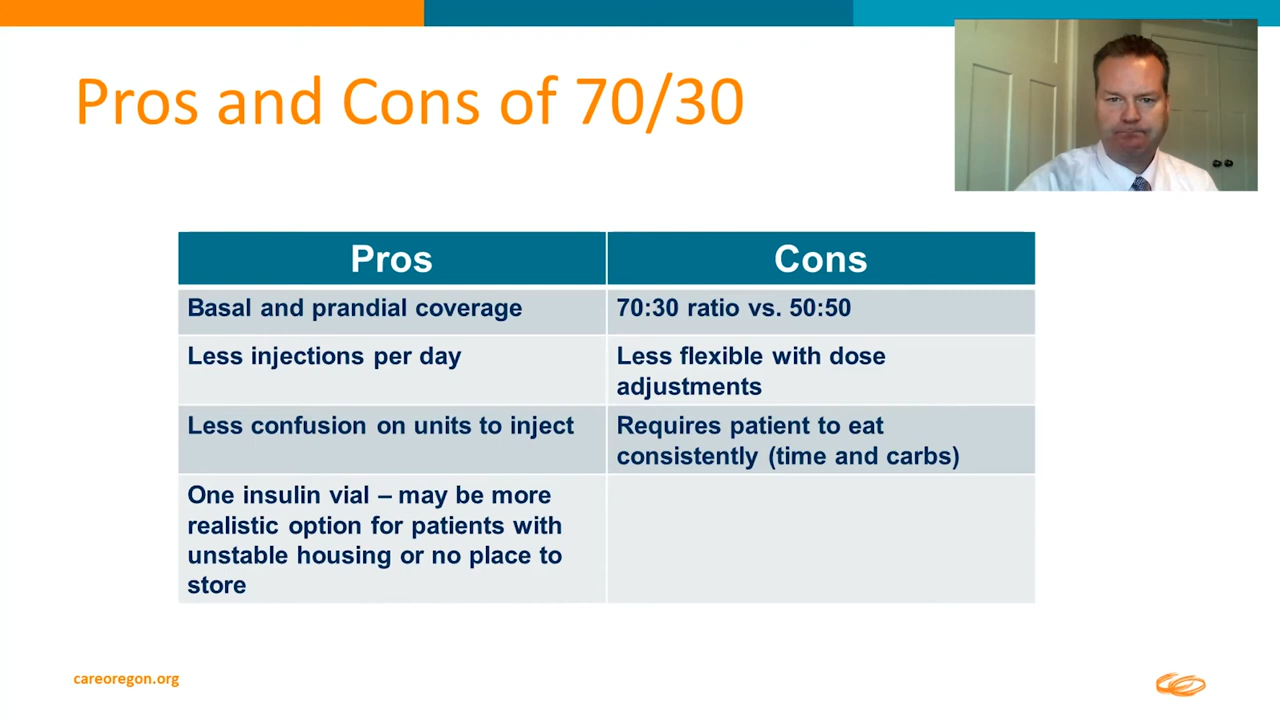 Pros and Cons of 70/30
Pros
Cons
Basal and prandial coverage
70:30 ratio vs. 50:50
Less injections per day
Less flexible with dose
adjustments
Less confusion on units to inject
Requires patient to eat
consistently (time and carbs)
One insulin vial – may be more
realistic option for patients with
unstable housing or no place to
store
careoregon.org